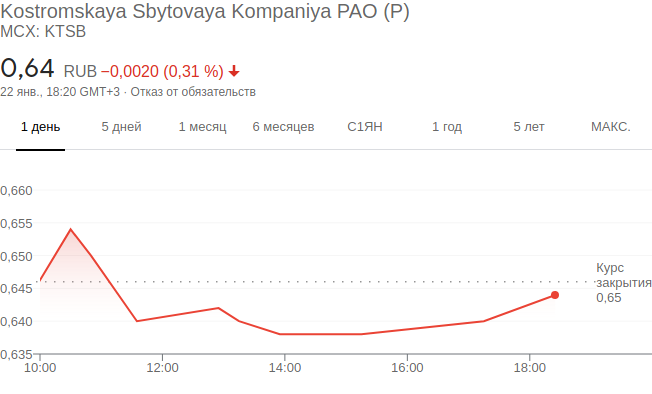 Kostromskaya Sbytovaya Kompaniya PAO (P)
MCX: KTSB
0,64 RUB −0,0020 (0,31 %)
22 янв., 18:20 GMT+3 · Отказ от обязательств
1 день 5 дней 1 месяц 6 месяцев С1ЯН 1 год 5 лет МАКС.
0,660
0,655
0,650
0,645
0,640
0,635
Курс
закрытия
0,65
10:00 12:00 14:00 16:00 18:00